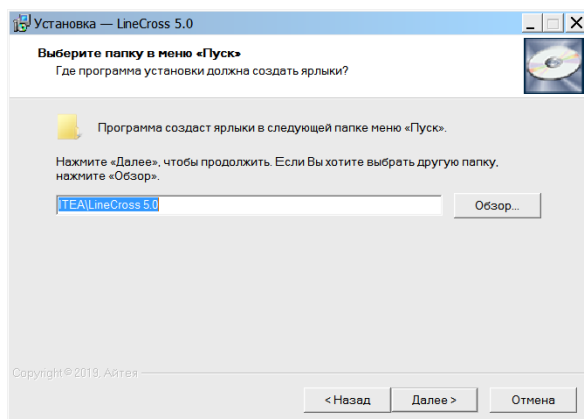 Установка — LineCross 5.0
Выберите папку в меню «Пуск»
Где программа установки должна создать ярлыки?
Программа создаст ярлыки в следующей папке меню «Пуск».
Нажмите «Далее», чтобы продолжить. Если Вы хотите выбрать другую папку,
нажмите «Обзор».
ITEA\LineCross 5.0
Обзор...
Copyright © 2019, Айтея
< Назад
Далее >
Отмена